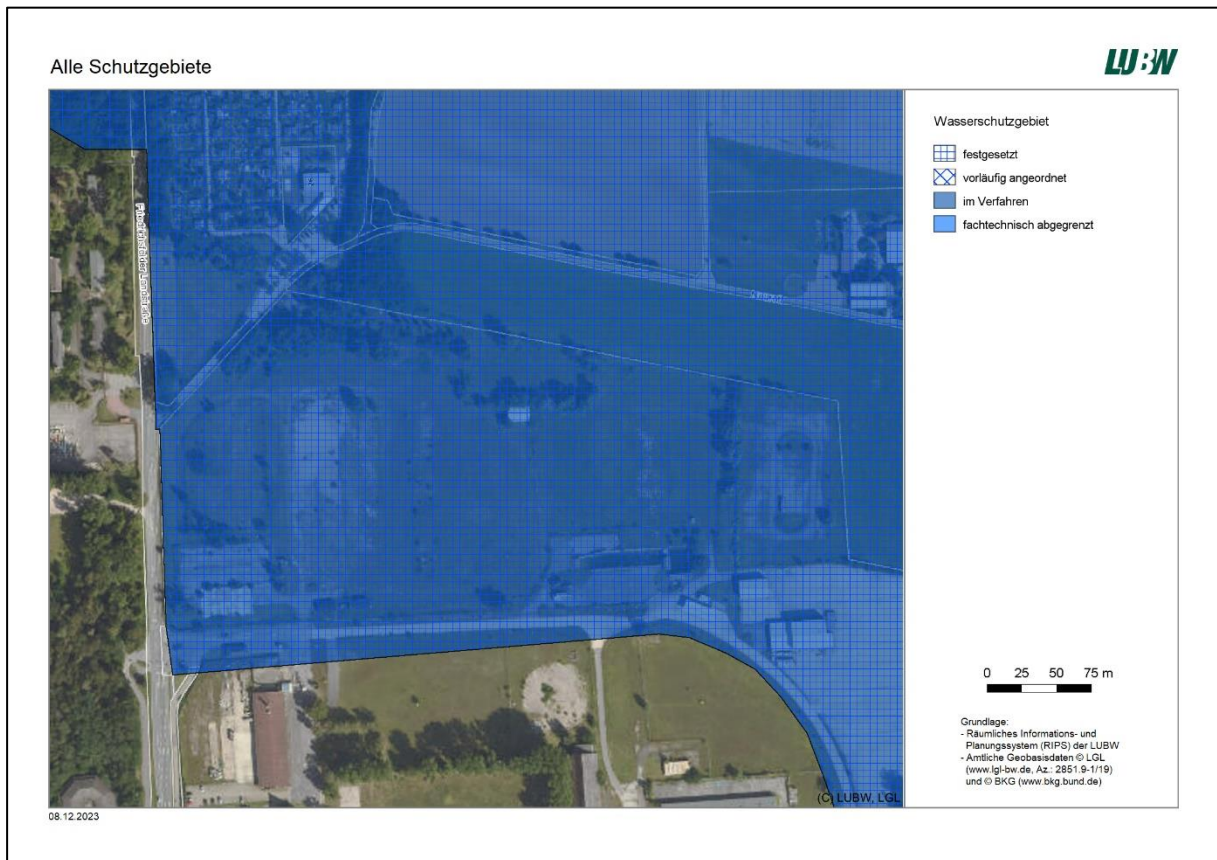 Alle Schutzgebiete
LUBW
Wasserschutzgebiet
festgesetzt
vorläufig angeordnet
im Verfahren
fachtechnisch abgegrenzt
0 25 50 75 m
Grundlage:
- Räumliches Informations- und
Planungssystem (RIPS) der LUBW
- Amtliche Geobasisdaten © LGL
(www.lgl-bw.de, Az.: 2851.9-1/19)
und © BKG (www.bkg.bund.de)
(C) LUBW, LGL
08.12.2023